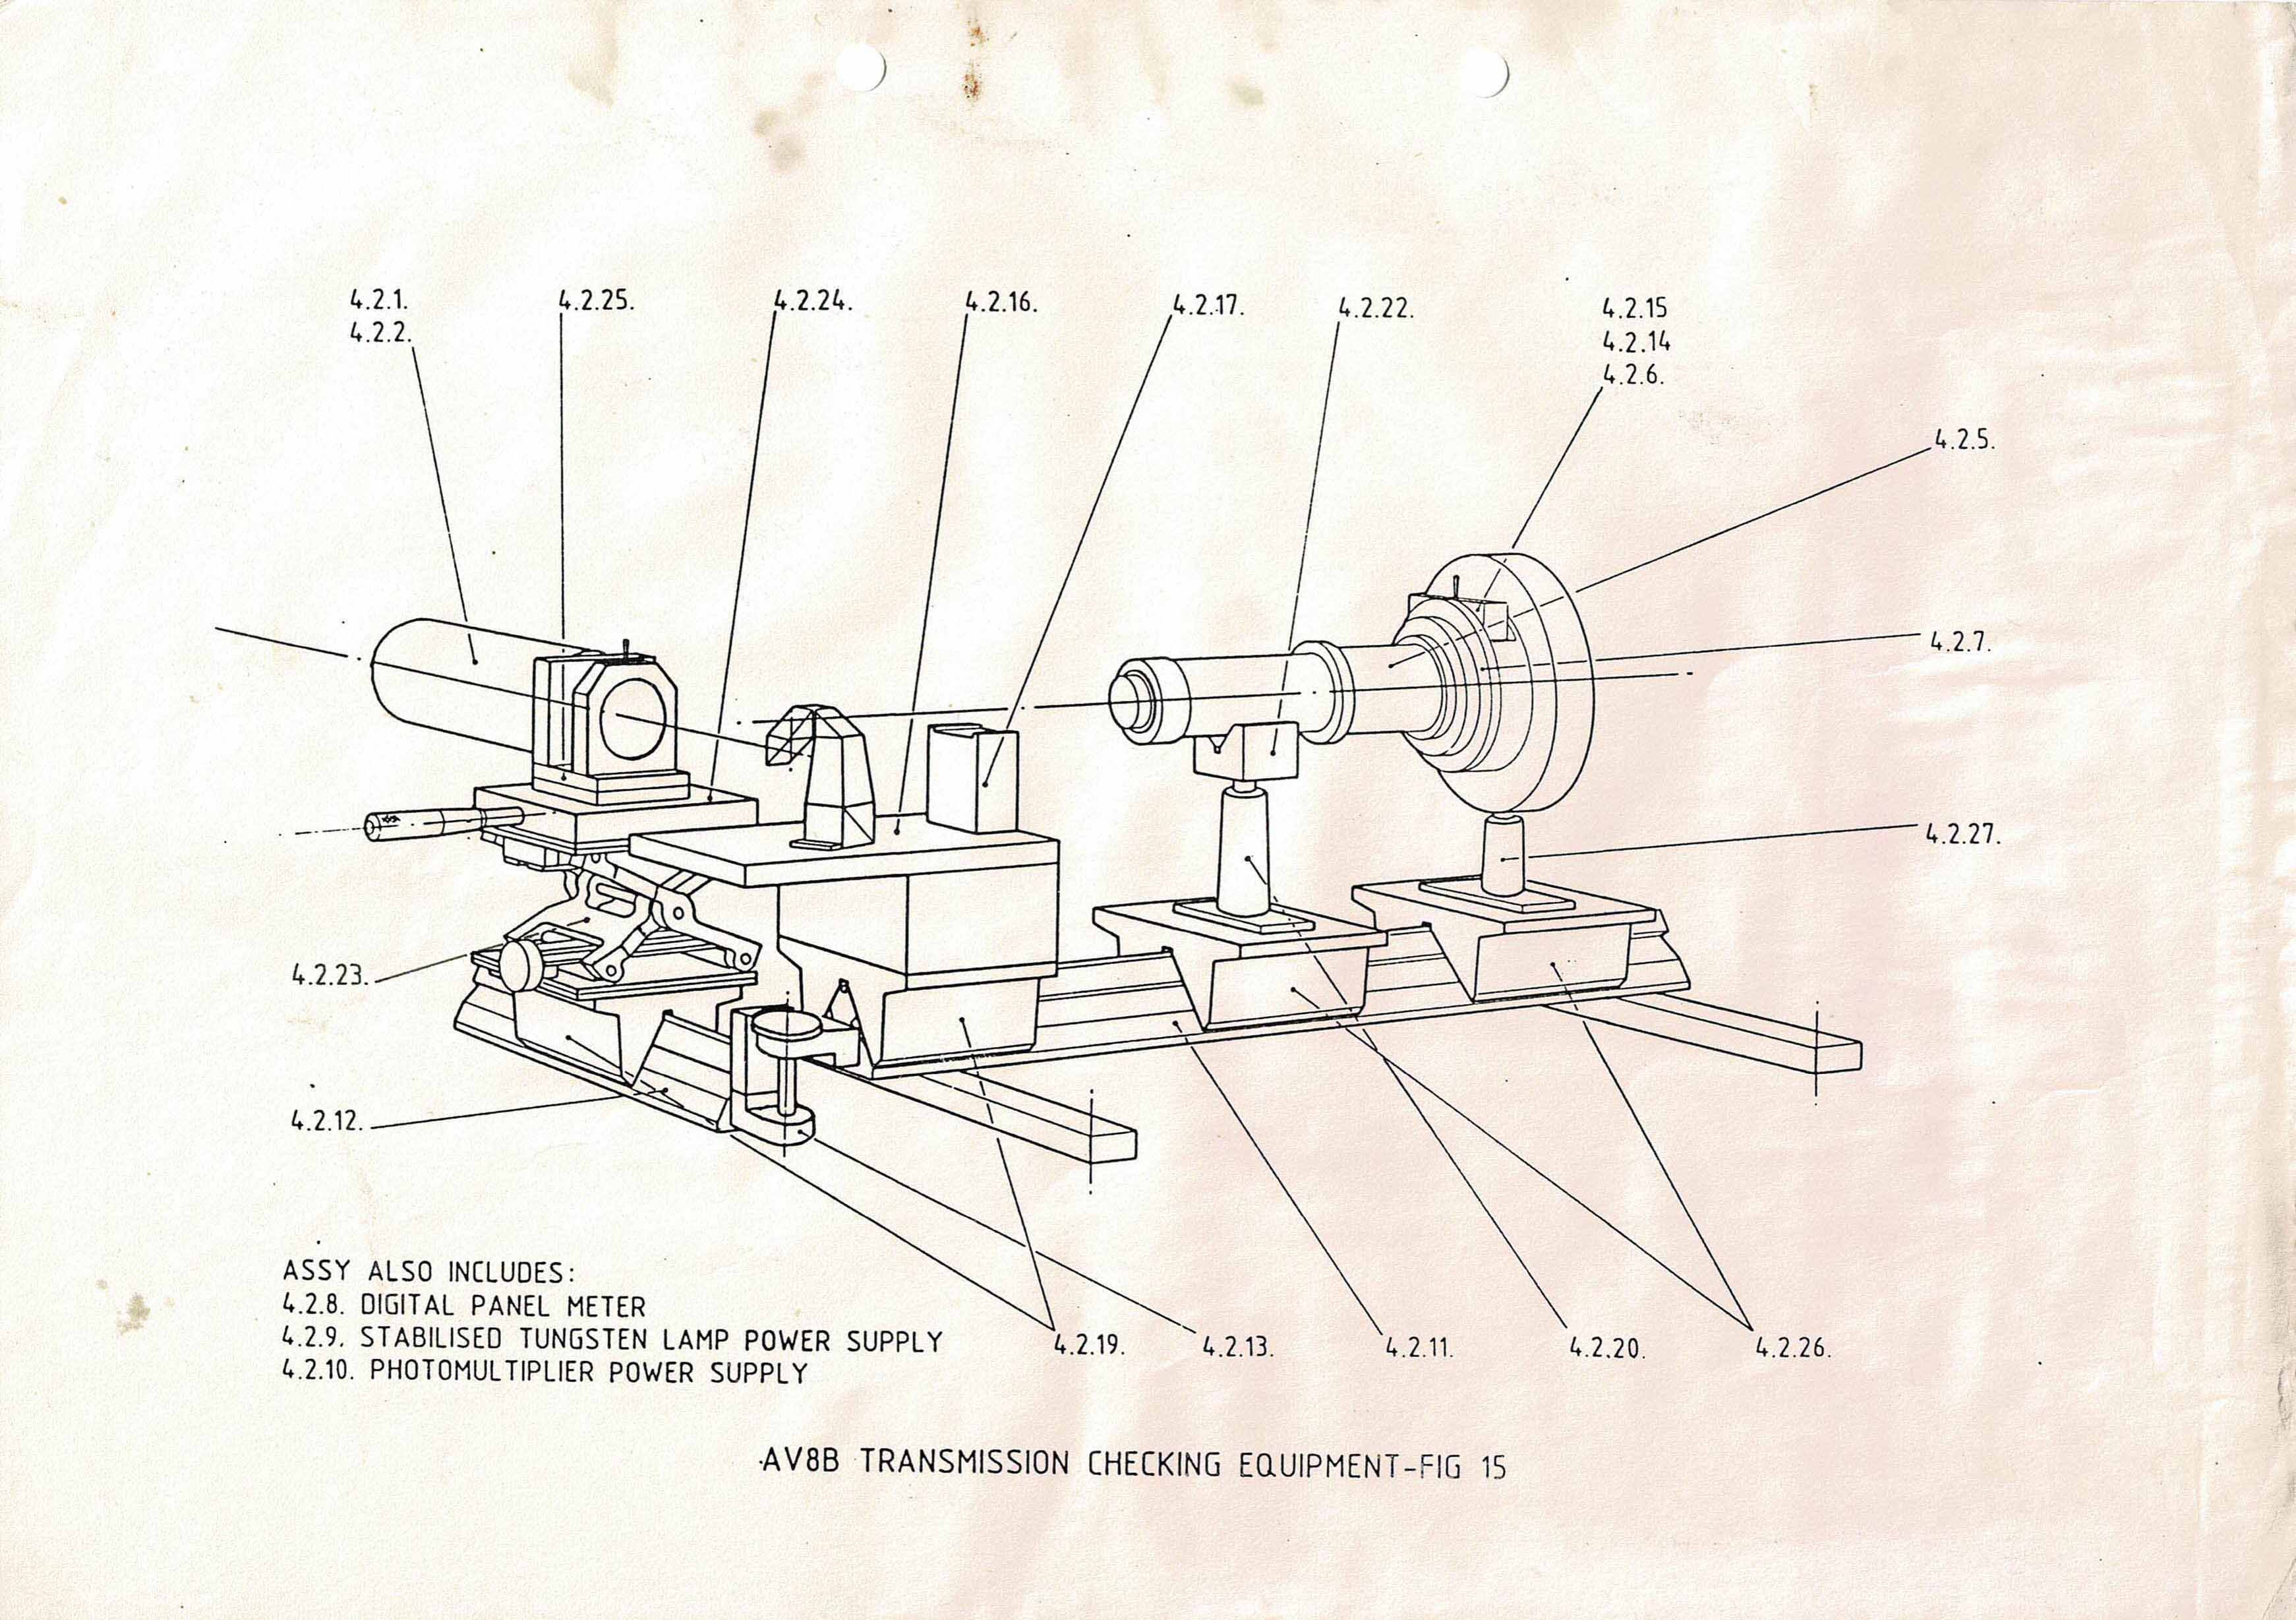 4.2.1. 4.2.25. 4.2.24. 4.2.16. 4.2.17. 4.2.22. 4.2.15
4.2.2. 4.2.14
4.2.6.
4.2.5.
4.2.7.
4.2.27.
4.2.23.
4.2.12.
ASSY ALSO INCLUDES:
4.2.8. DIGITAL PANEL METER
4.2.9. STABILISED TUNGSTEN LAMP POWER SUPPLY
4.2.10. PHOTOMULTIPLIER POWER SUPPLY
4.2.19. 4.2.13. 4.2.11. 4.2.20. 4.2.26.
AV8B TRANSMISSION CHECKING EQUIPMENT-FIG 15